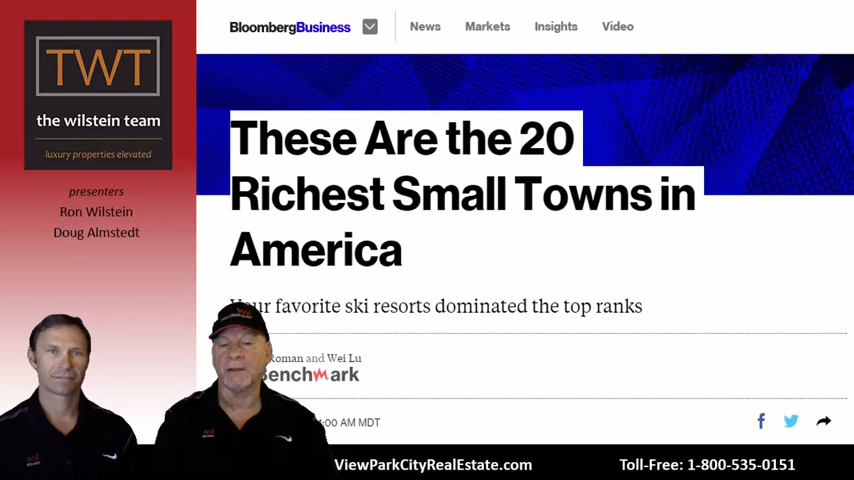 TWT
the wilstein team
luxury properties elevated
presenters
Ron Wilstein
Doug Almstedt
BloombergBusiness
News Markets Insights Video
These Are the 20
Richest Small Towns in
America
favorite ski resorts dominated the top ranks
Roman and Wei Lu
Benchmark
:00 AM MDT
ViewParkCityRealEstate.com Toll-Free: 1-800-535-0151